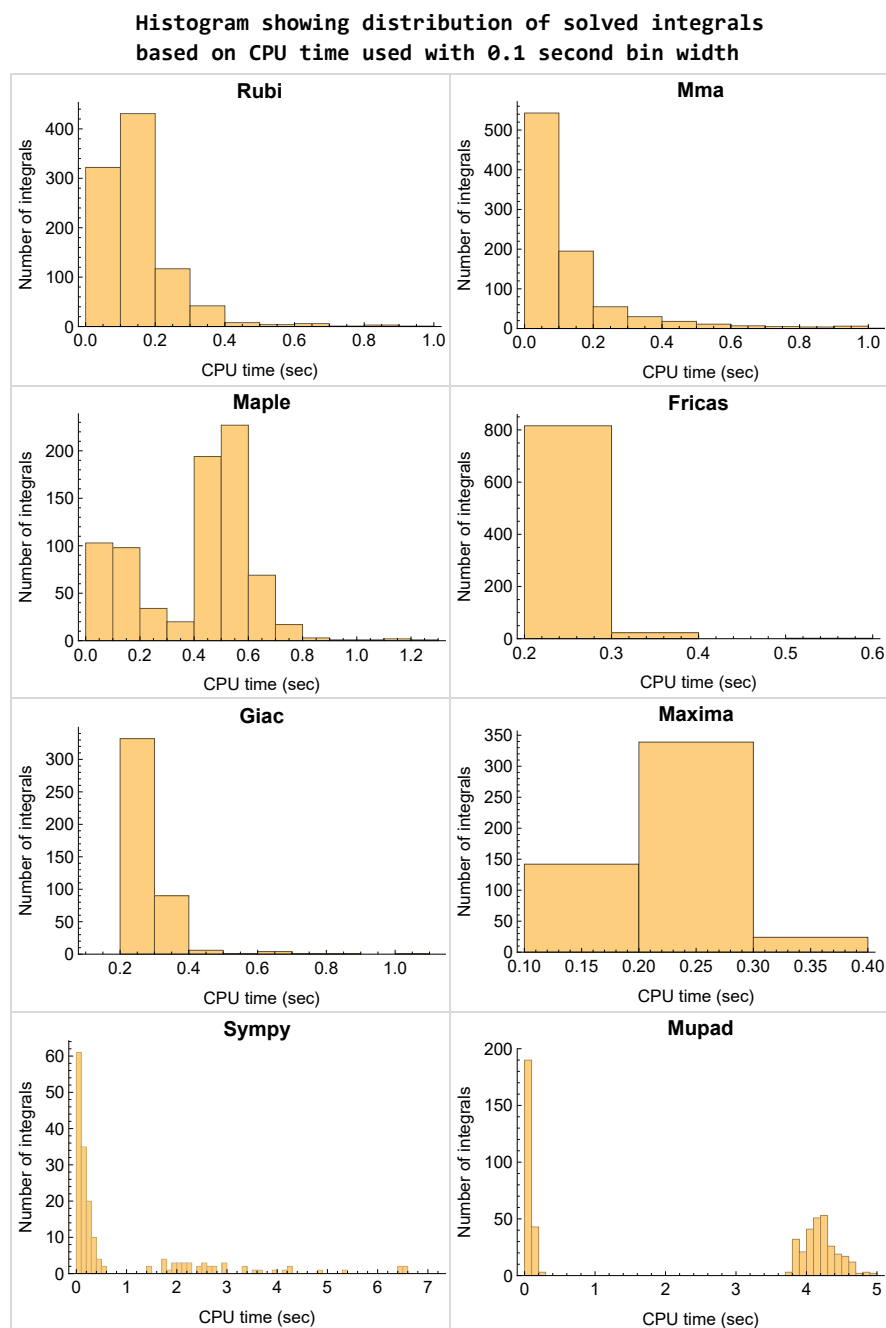 Histogram showing distribution of solved integrals
based on CPU time used with 0.1 second bin width
Rubi
Number of integrals
400
300
200
100
0
0.0 0.2 0.4 0.6 0.8 1.0
CPU time (sec)
Mma
Number of integrals
500
400
300
200
100
0
0.0 0.2 0.4 0.6 0.8 1.0
CPU time (sec)
Maple
Number of integrals
200
150
100
50
0
0.0 0.2 0.4 0.6 0.8 1.0 1.2
CPU time (sec)
Fricas
Number of integrals
800
600
400
200
0
0.2 0.3 0.4 0.5 0.6
CPU time (sec)
Giac
Number of integrals
300
250
200
150
100
50
0
0.2 0.4 0.6 0.8 1.0
CPU time (sec)
Maxima
Number of integrals
350
300
250
200
150
100
50
0
0.10 0.15 0.20 0.25 0.30 0.35 0.40
CPU time (sec)
Sympy
Number of integrals
60
50
40
30
20
10
0
0 1 2 3 4 5 6 7
CPU time (sec)
Mupad
Number of integrals
200
150
100
50
0
0 1 2 3 4 5
CPU time (sec)